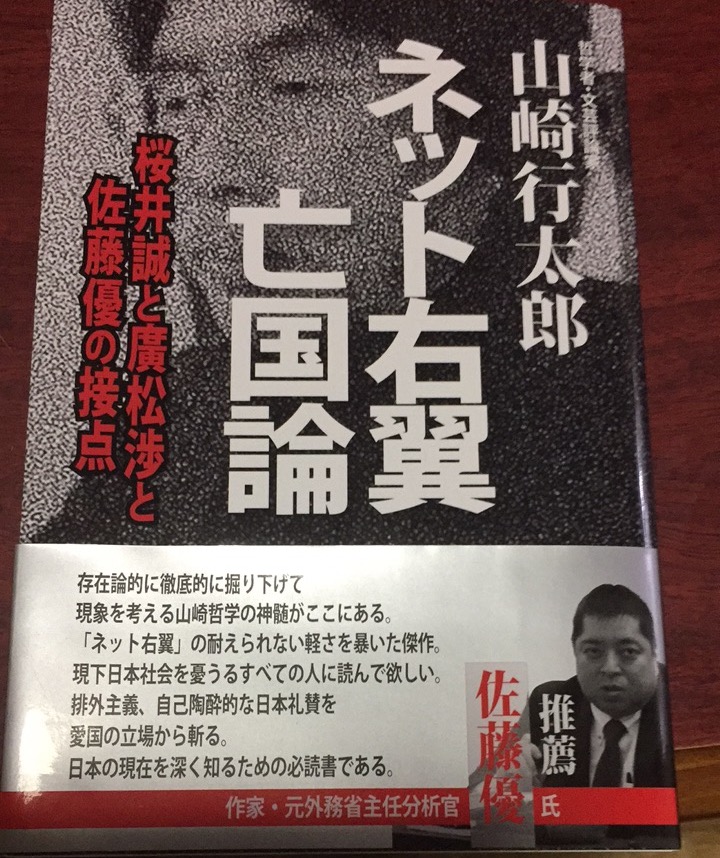 哲学者・文芸評論家
山崎行太郎
ネット右翼
亡国論
桜井誠と廣松渉と
佐藤優の接点
存在論的に徹底的に掘り下げて
現象を考える山崎哲学の神髄がここにある。
「ネット右翼」の耐えられない軽さを暴いた傑作。
現下日本社会を憂うるすべての人に読んで欲しい。
排外主義、自己陶酔的な日本礼賛を
愛国の立場から斬る。
日本の現在を深く知るための必読書である。
作家・元外務省主任分析官
佐藤優
氏
推薦